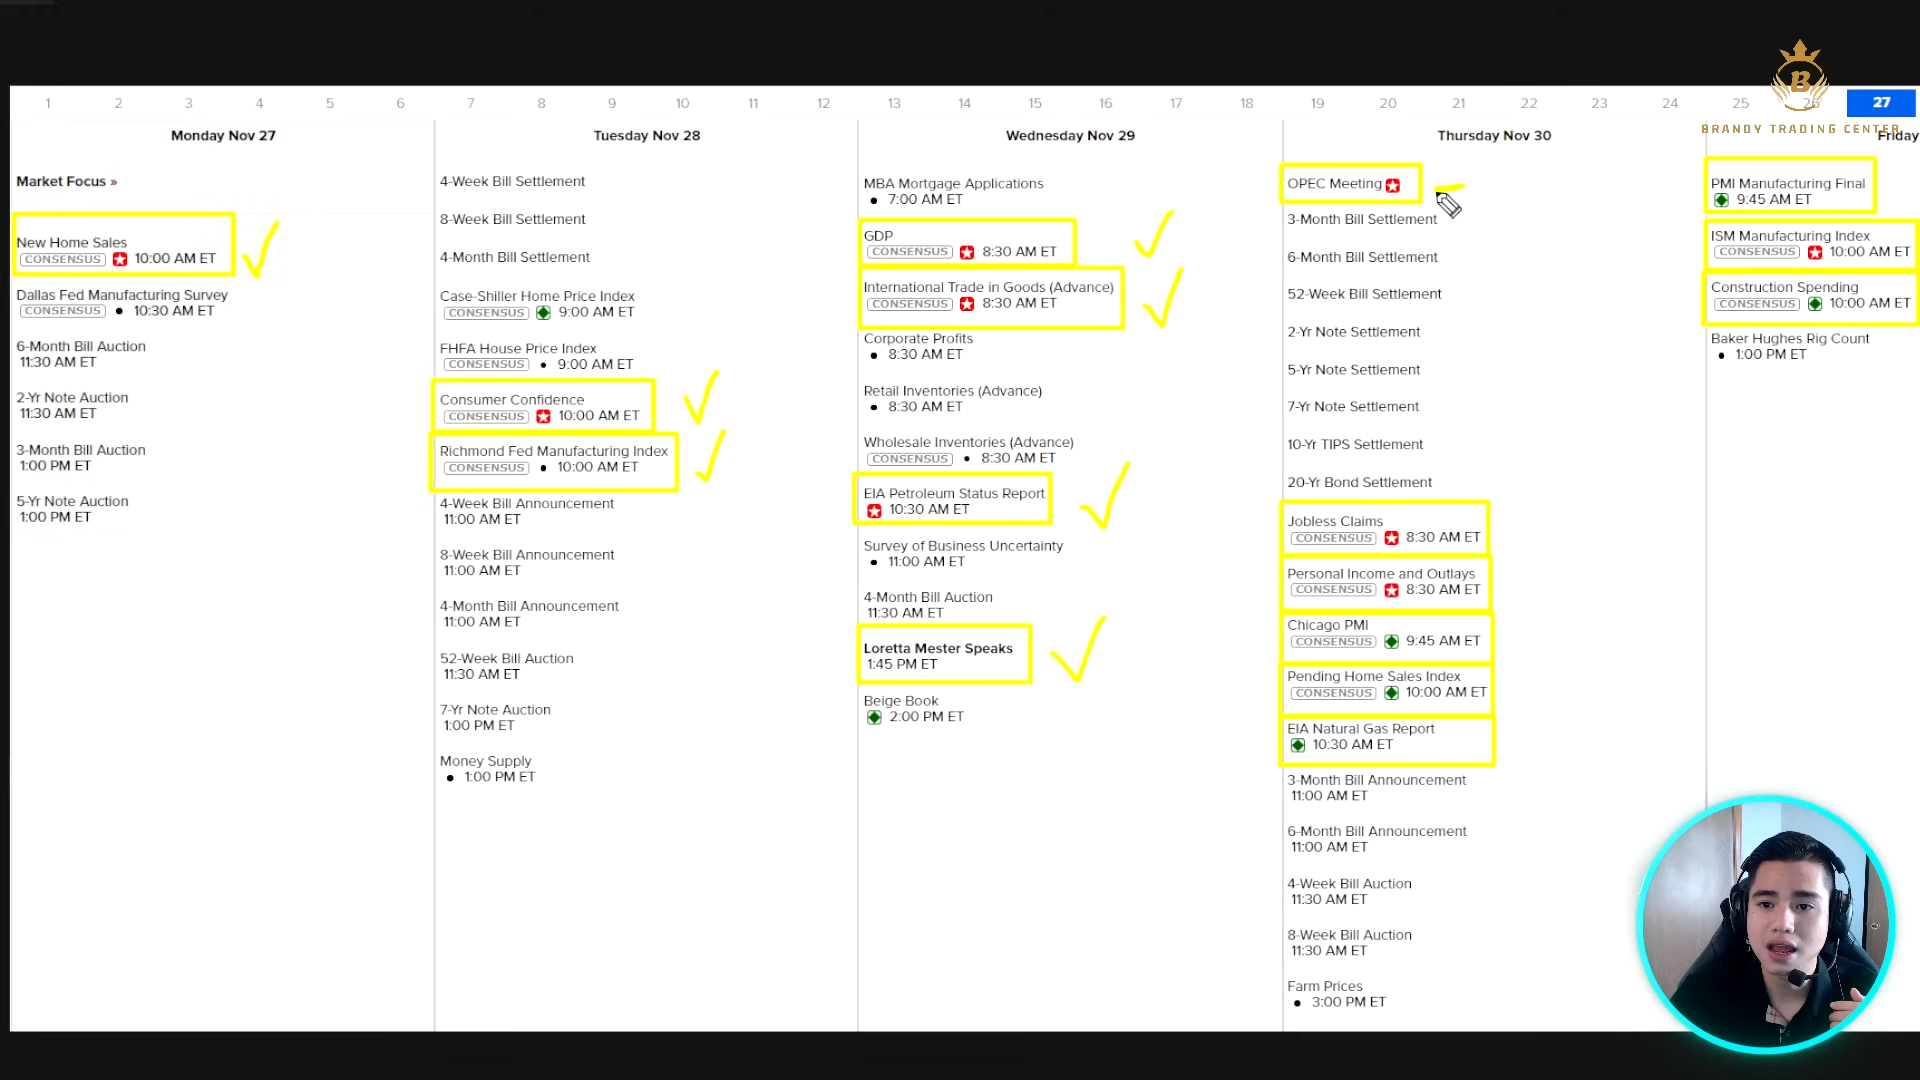 1 2 3 4 5 6 7 8 9 10 11 12 13 14 15 16 17 18 19 20 21 22 23 24 25 26 27
B
BRANDY TRADING CENTER
Monday Nov 27
Market Focus »
New Home Sales
CONSENSUS 10:00 AM ET
Dallas Fed Manufacturing Survey
CONSENSUS 10:30 AM ET
6-Month Bill Auction
11:30 AM ET
2-Yr Note Auction
11:30 AM ET
3-Month Bill Auction
1:00 PM ET
5-Yr Note Auction
1:00 PM ET
Tuesday Nov 28
4-Week Bill Settlement
8-Week Bill Settlement
4-Month Bill Settlement
Case-Shiller Home Price Index
CONSENSUS 9:00 AM ET
FHFA House Price Index
CONSENSUS 9:00 AM ET
Consumer Confidence
CONSENSUS 10:00 AM ET
Richmond Fed Manufacturing Index
CONSENSUS 10:00 AM ET
4-Week Bill Announcement
11:00 AM ET
8-Week Bill Announcement
11:00 AM ET
4-Month Bill Announcement
11:00 AM ET
52-Week Bill Auction
11:30 AM ET
7-Yr Note Auction
1:00 PM ET
Money Supply
1:00 PM ET
Wednesday Nov 29
MBA Mortgage Applications
7:00 AM ET
GDP
CONSENSUS 8:30 AM ET
International Trade in Goods (Advance)
CONSENSUS 8:30 AM ET
Corporate Profits
8:30 AM ET
Retail Inventories (Advance)
8:30 AM ET
Wholesale Inventories (Advance)
CONSENSUS 8:30 AM ET
EIA Petroleum Status Report
10:30 AM ET
Survey of Business Uncertainty
11:00 AM ET
4-Month Bill Auction
11:30 AM ET
Loretta Mester Speaks
1:45 PM ET
Beige Book
2:00 PM ET
Thursday Nov 30
OPEC Meeting
3-Month Bill Settlement
6-Month Bill Settlement
52-Week Bill Settlement
2-Yr Note Settlement
5-Yr Note Settlement
7-Yr Note Settlement
10-Yr TIPS Settlement
20-Yr Bond Settlement
Jobless Claims
CONSENSUS 8:30 AM ET
Personal Income and Outlays
CONSENSUS 8:30 AM ET
Chicago PMI
CONSENSUS 9:45 AM ET
Pending Home Sales Index
CONSENSUS 10:00 AM ET
EIA Natural Gas Report
10:30 AM ET
3-Month Bill Announcement
11:00 AM ET
6-Month Bill Announcement
11:00 AM ET
4-Week Bill Auction
11:30 AM ET
8-Week Bill Auction
11:30 AM ET
Farm Prices
3:00 PM ET
Friday
PMI Manufacturing Final
9:45 AM ET
ISM Manufacturing Index
CONSENSUS 10:00 AM ET
Construction Spending
CONSENSUS 10:00 AM ET
Baker Hughes Rig Count
1:00 PM ET